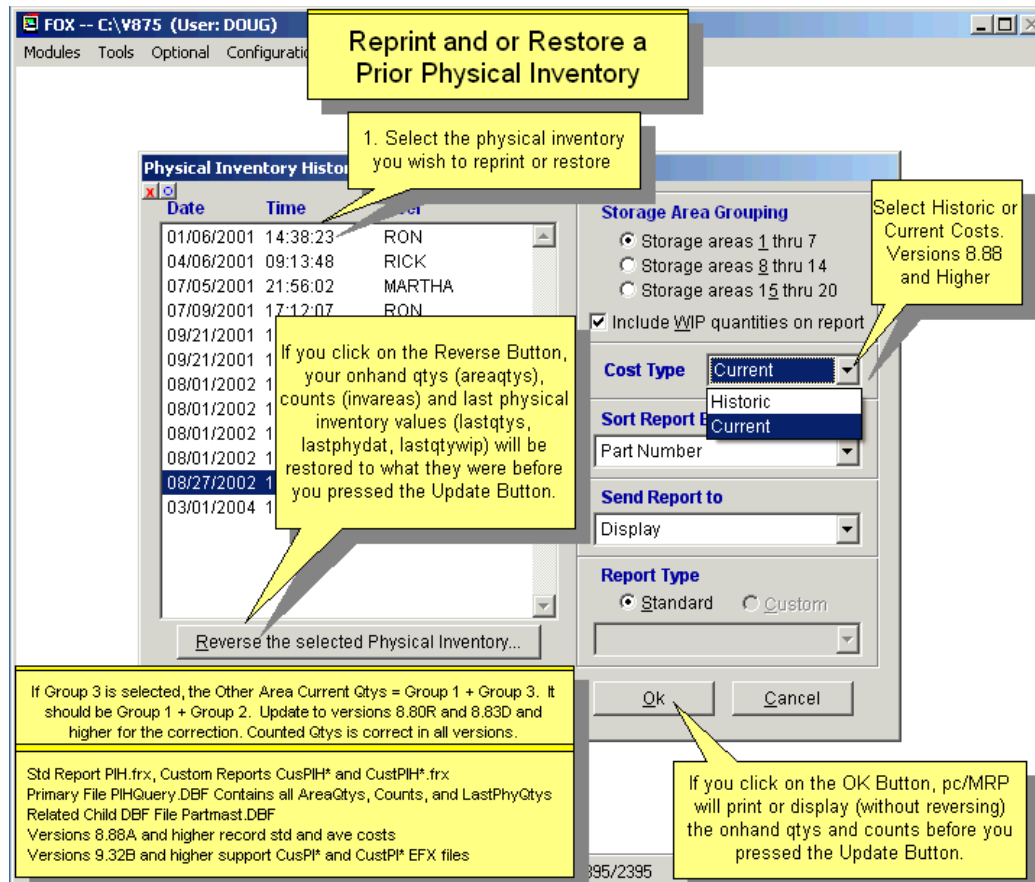 FOX -- C:\V875 (User: DOUG)
Modules Tools Optional
Reprint and or Restore a
Prior Physical Inventory
1. Select the physical inventory
you wish to reprint or restore
Physical Inventory
Date Time
01/06/2001 14:38:23 RON
04/06/2001 09:13:48 RICK
07/05/2001 21:56:02 MARTHA
07/09/2001 17:12:07 RON
09/21/2001 1
09/21/2001 1
08/01/2002 1
08/01/2002 1
08/01/2002 1
08/01/2002 1
08/27/2002 1
03/01/2004 1
If you click on the Reverse Button,
your onhand qtys (areaqtys),
counts (invareas) and last physical
inventory values (lastqtys,
lastphydat, lastqtywip) will be
restored to what they were before
you pressed the Update Button.
Reverse the selected Physical Inventory...
Storage Area Grouping
Storage areas 1 thru 7
Storage areas 8 thru 14
Storage areas 15 thru 20
Include WIP quantities on report
Select Historic or
Current Costs.
Versions 8.88
and Higher
Cost Type Current
Historic
Current
Sort Report
Part Number
Send Report to
Display
Report Type
Standard Custom
Ok Cancel
If Group 3 is selected, the Other Area Current Qtys = Group 1 + Group 3. It
should be Group 1 + Group 2. Update to versions 8.80R and 8.83D and
higher for the correction. Counted Qtys is correct in all versions.
Std Report PIH.frx, Custom Reports CusPIH* and CustPIH*.frx
Primary File PIHQuery.DBF Contains all AreaQtys, Counts, and LastPhyQtys
Related Child DBF File Partmast.DBF
Versions 8.88A and higher record std and ave costs
Versions 9.32B and higher support CusPI* and CustPI* EFX files
If you click on the OK Button, pc/MRP
will print or display (without reversing)
the onhand qtys and counts before you
pressed the Update Button.
395/2395